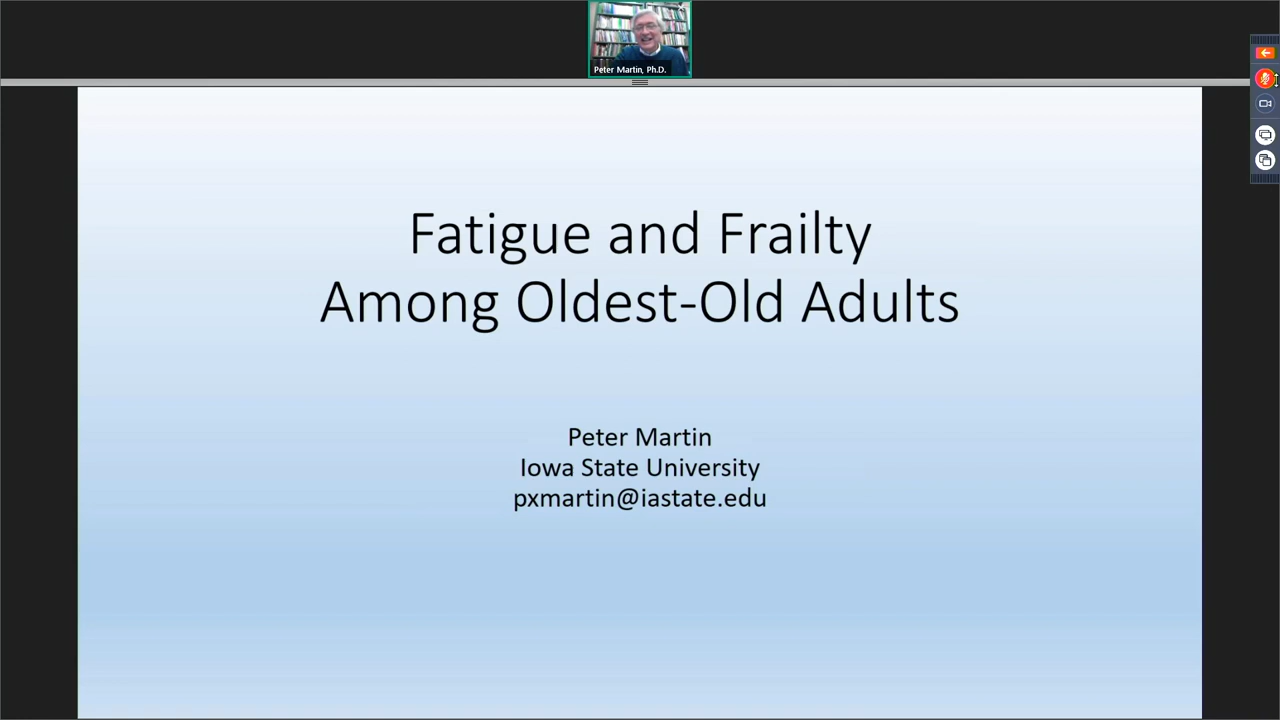 Peter Martin, Ph.D.
Fatigue and Frailty
Among Oldest-Old Adults
Peter Martin
Iowa State University
pxmartin@iastate.edu